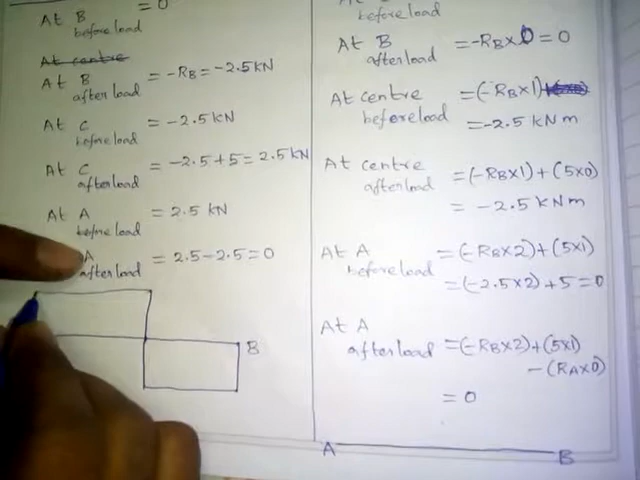 At B before load = 0
At centre
At B after load = -RB = -2.5 KN
At C before load = -2.5 KN
At C after load = -2.5+5 = 2.5 KN
At A before load = 2.5 KN
A after load = 2.5-2.5=0
B
before load
At B after load = -RB×0 = 0
At centre before load = (-RB×1)
= -2.5 KNm
At centre after load = (-RB×1)+(5×0)
= -2.5 KNm
At A before load = (-RB×2)+(5×1)
= (-2.5×2)+5=0
At A after load = (-RB×2)+(5×1)
-(RA×0)
= 0
A B